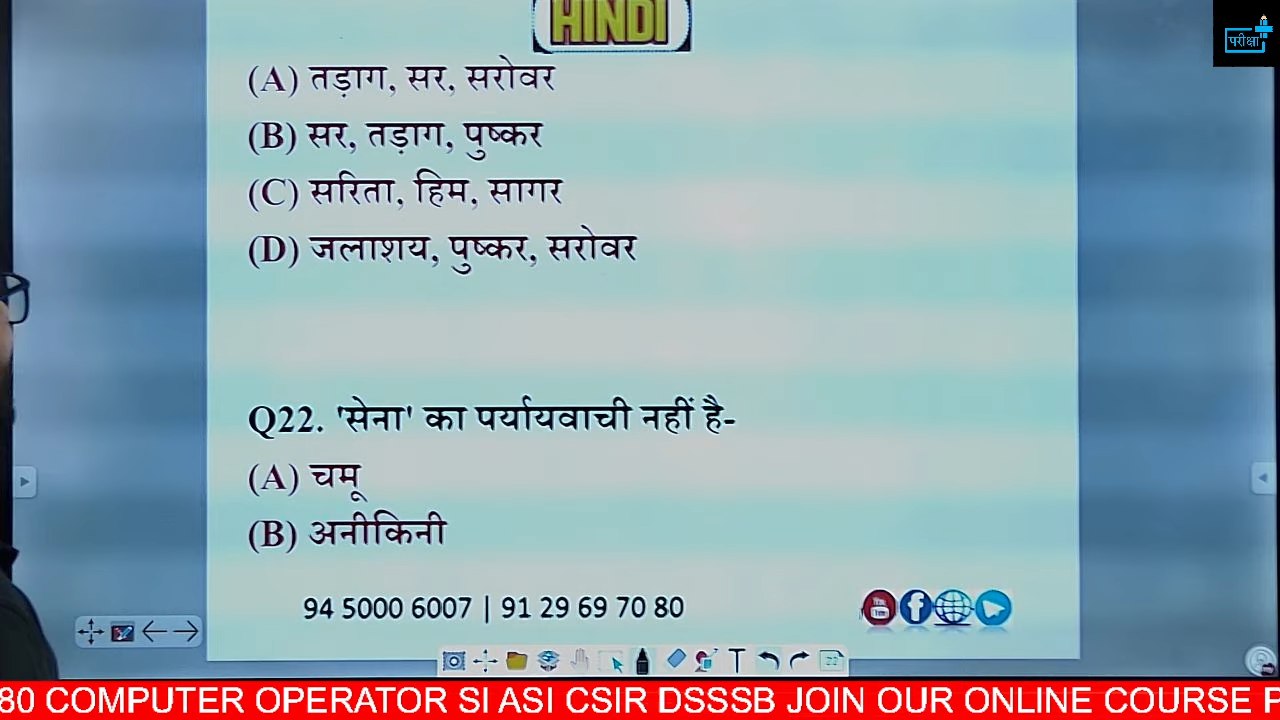 HINDI
परीक्षा
(A) तड़ाग, सर, सरोवर
(B) सर, तड़ाग, पुष्कर
(C) सरिता, हिम, सागर
(D) जलाशय, पुष्कर, सरोवर
Q22. 'सेना' का पर्यायवाची नहीं है-
(A) चमू
(B) अनीकिनी
94 5000 6007 | 91 29 69 70 80
80 COMPUTER OPERATOR SI ASI CSIR DSSSB JOIN OUR ONLINE COURSE